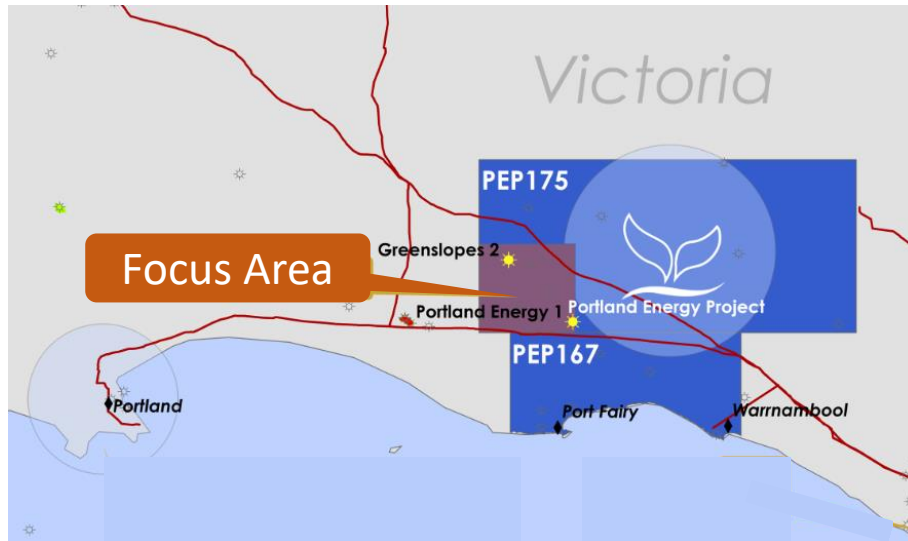 Victoria
PEP175
Greenslopes 2
Focus Area
Portland Energy 1
Portland Energy Project
PEP167
Portland
Port Fairy
Warrnambool